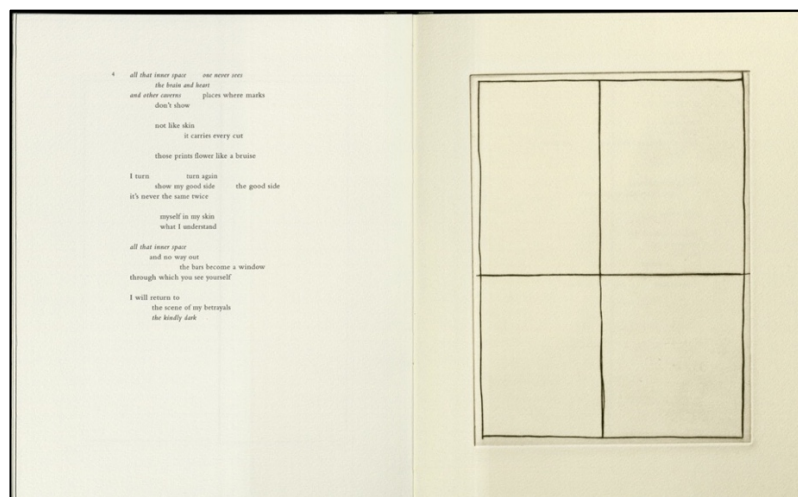 4 all that inner space one never sees
the brain and heart
and other caverns places where marks
don't show
not like skin
it carries every cut
those prints flower like a bruise
I turn turn again
show my good side the good side
it's never the same twice
myself in my skin
what I understand
all that inner space
and no way out
the bars become a window
through which you see yourself
I will return to
the scene of my betrayals
the kindly dark